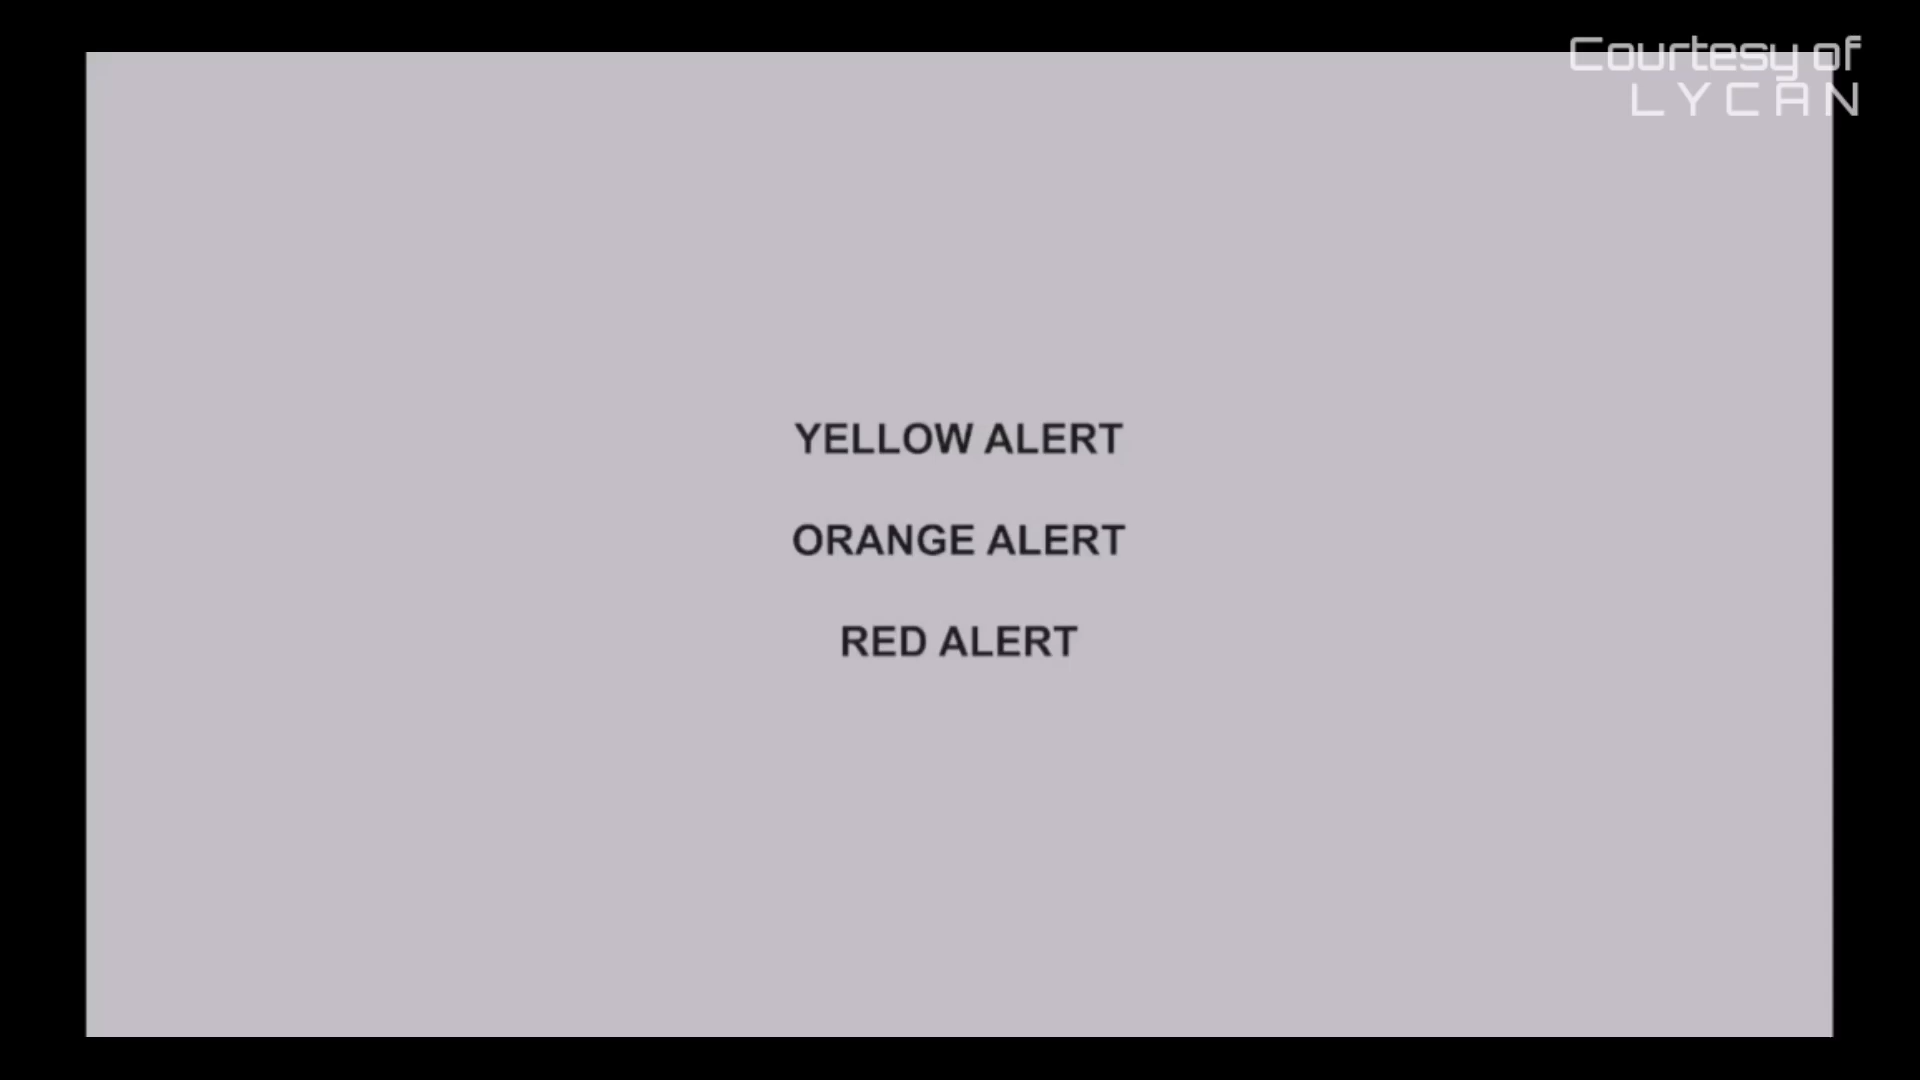 Courtesy of
LYCAN
YELLOW ALERT
ORANGE ALERT
RED ALERT